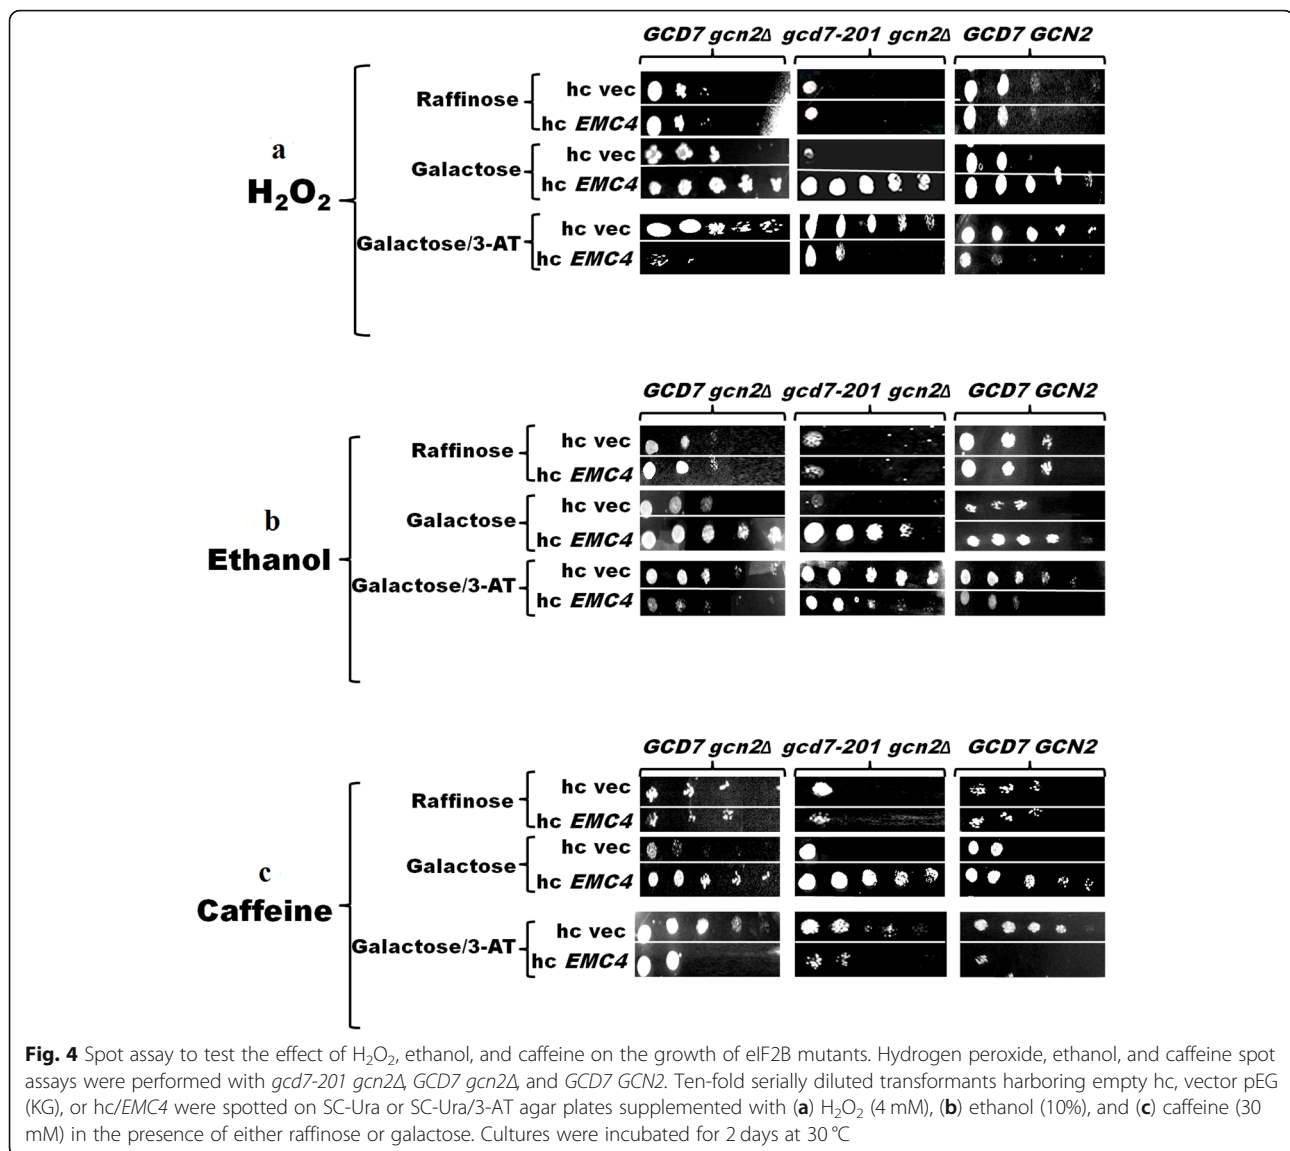 GCD7 gcn2Δ gcd7-201 gcn2Δ GCD7 GCN2
a
H₂O₂
Raffinose
hc vec
hc EMC4
Galactose
hc vec
hc EMC4
Galactose/3-AT
hc vec
hc EMC4
GCD7 gcn2Δ gcd7-201 gcn2Δ GCD7 GCN2
b
Ethanol
Raffinose
hc vec
hc EMC4
Galactose
hc vec
hc EMC4
Galactose/3-AT
hc vec
hc EMC4
GCD7 gcn2Δ gcd7-201 gcn2Δ GCD7 GCN2
c
Caffeine
Raffinose
hc vec
hc EMC4
Galactose
hc vec
hc EMC4
Galactose/3-AT
hc vec
hc EMC4
Fig. 4 Spot assay to test the effect of H₂O₂, ethanol, and caffeine on the growth of eIF2B mutants. Hydrogen peroxide, ethanol, and caffeine spot
assays were performed with gcd7-201 gcn2Δ, GCD7 gcn2Δ, and GCD7 GCN2. Ten-fold serially diluted transformants harboring empty hc, vector pEG
(KG), or hc/EMC4 were spotted on SC-Ura or SC-Ura/3-AT agar plates supplemented with (a) H₂O₂ (4 mM), (b) ethanol (10%), and (c) caffeine (30
mM) in the presence of either raffinose or galactose. Cultures were incubated for 2 days at 30 °C